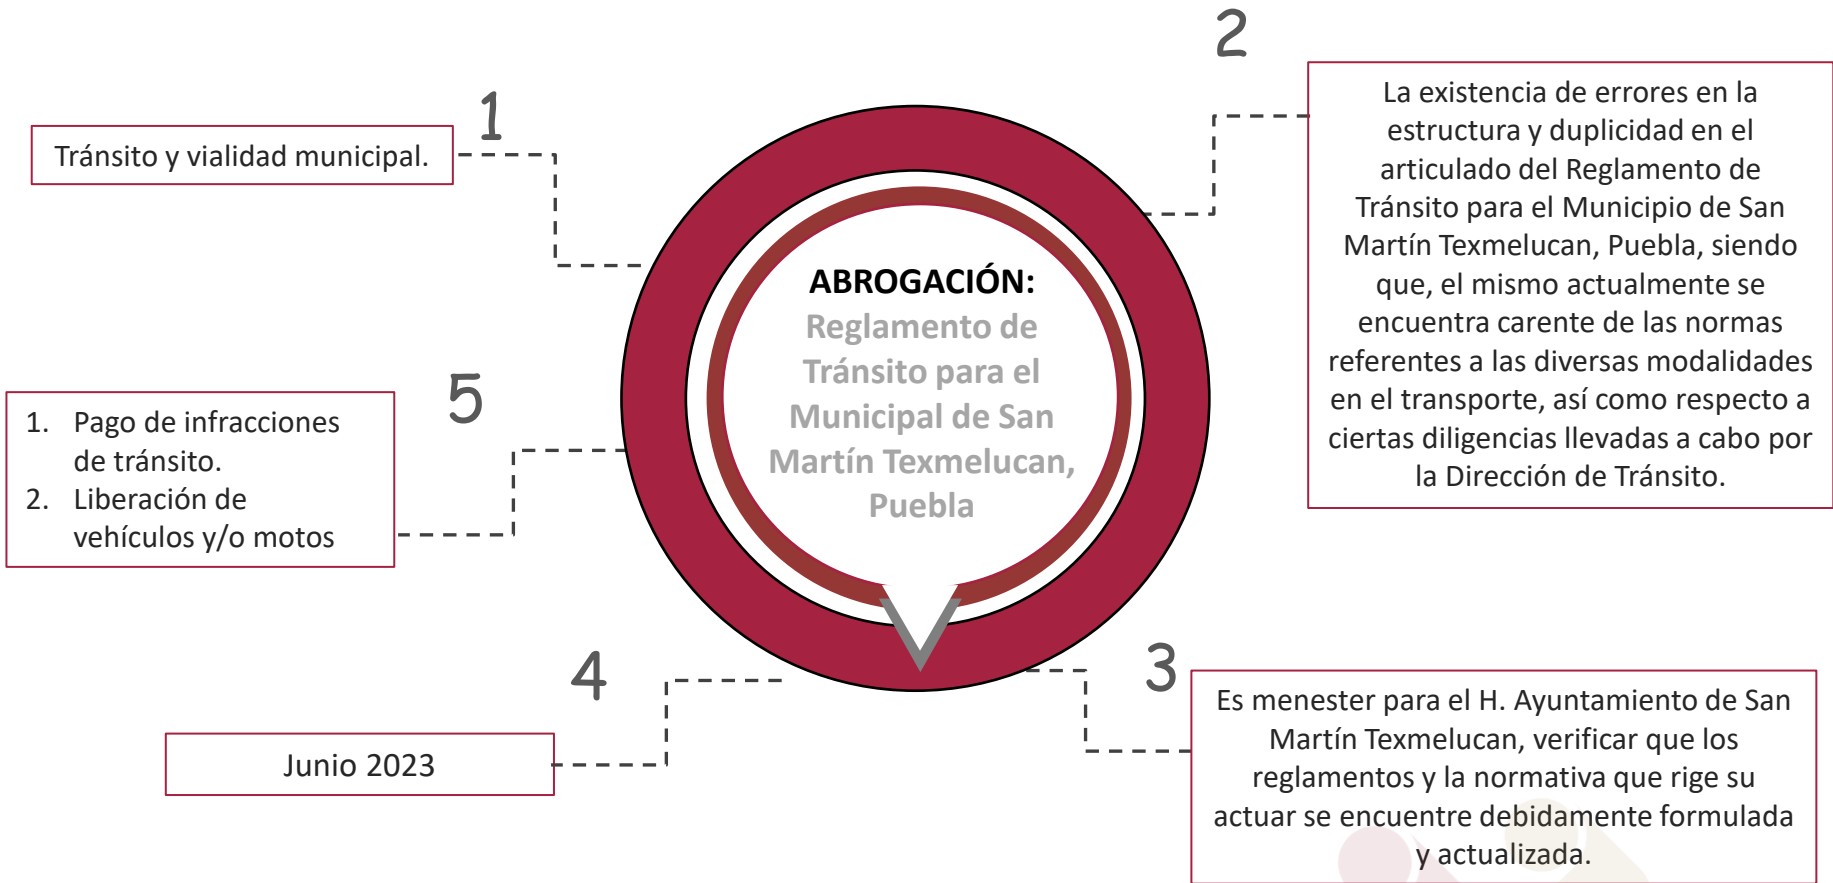 1
Tránsito y vialidad municipal.
2
La existencia de errores en la
estructura y duplicidad en el
articulado del Reglamento de
Tránsito para el Municipio de San
Martín Texmelucan, Puebla, siendo
que, el mismo actualmente se
encuentra carente de las normas
referentes a las diversas modalidades
en el transporte, así como respecto a
ciertas diligencias llevadas a cabo por
la Dirección de Tránsito.
ABROGACIÓN:
Reglamento de
Tránsito para el
Municipal de San
Martín Texmelucan,
Puebla
3
Es menester para el H. Ayuntamiento de San
Martín Texmelucan, verificar que los
reglamentos y la normativa que rige su
actuar se encuentre debidamente formulada
y actualizada.
4
Junio 2023
5
1. Pago de infracciones
de tránsito.
2. Liberación de
vehículos y/o motos